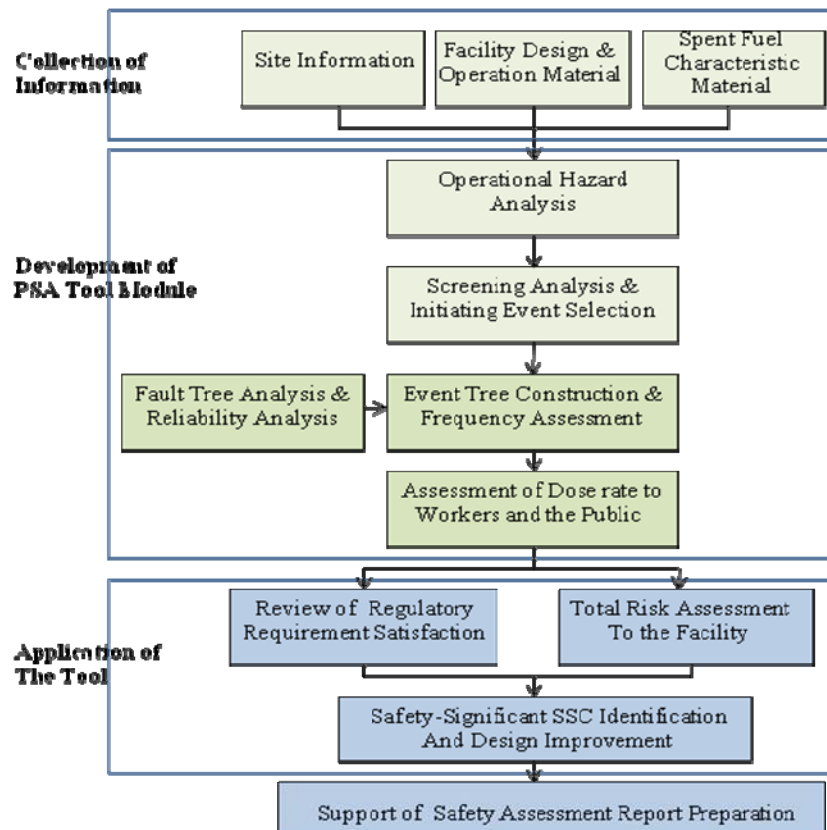 Collection of
Information
Site Information
Facility Design &
Operation Material
Spent Fuel
Characteristic
Material
Development of
PSA Tool Module
Operational Hazard
Analysis
Screening Analysis &
Initiating Event Selection
Fault Tree Analysis &
Reliability Analysis
Event Tree Construction &
Frequency Assessment
Assessment of Dose rate to
Workers and the Public
Application of
The Tool
Review of Regulatory
Requirement Satisfaction
Total Risk Assessment
To the Facility
Safety-Significant SSC Identification
And Design Improvement
Support of Safety Assessment Report Preparation